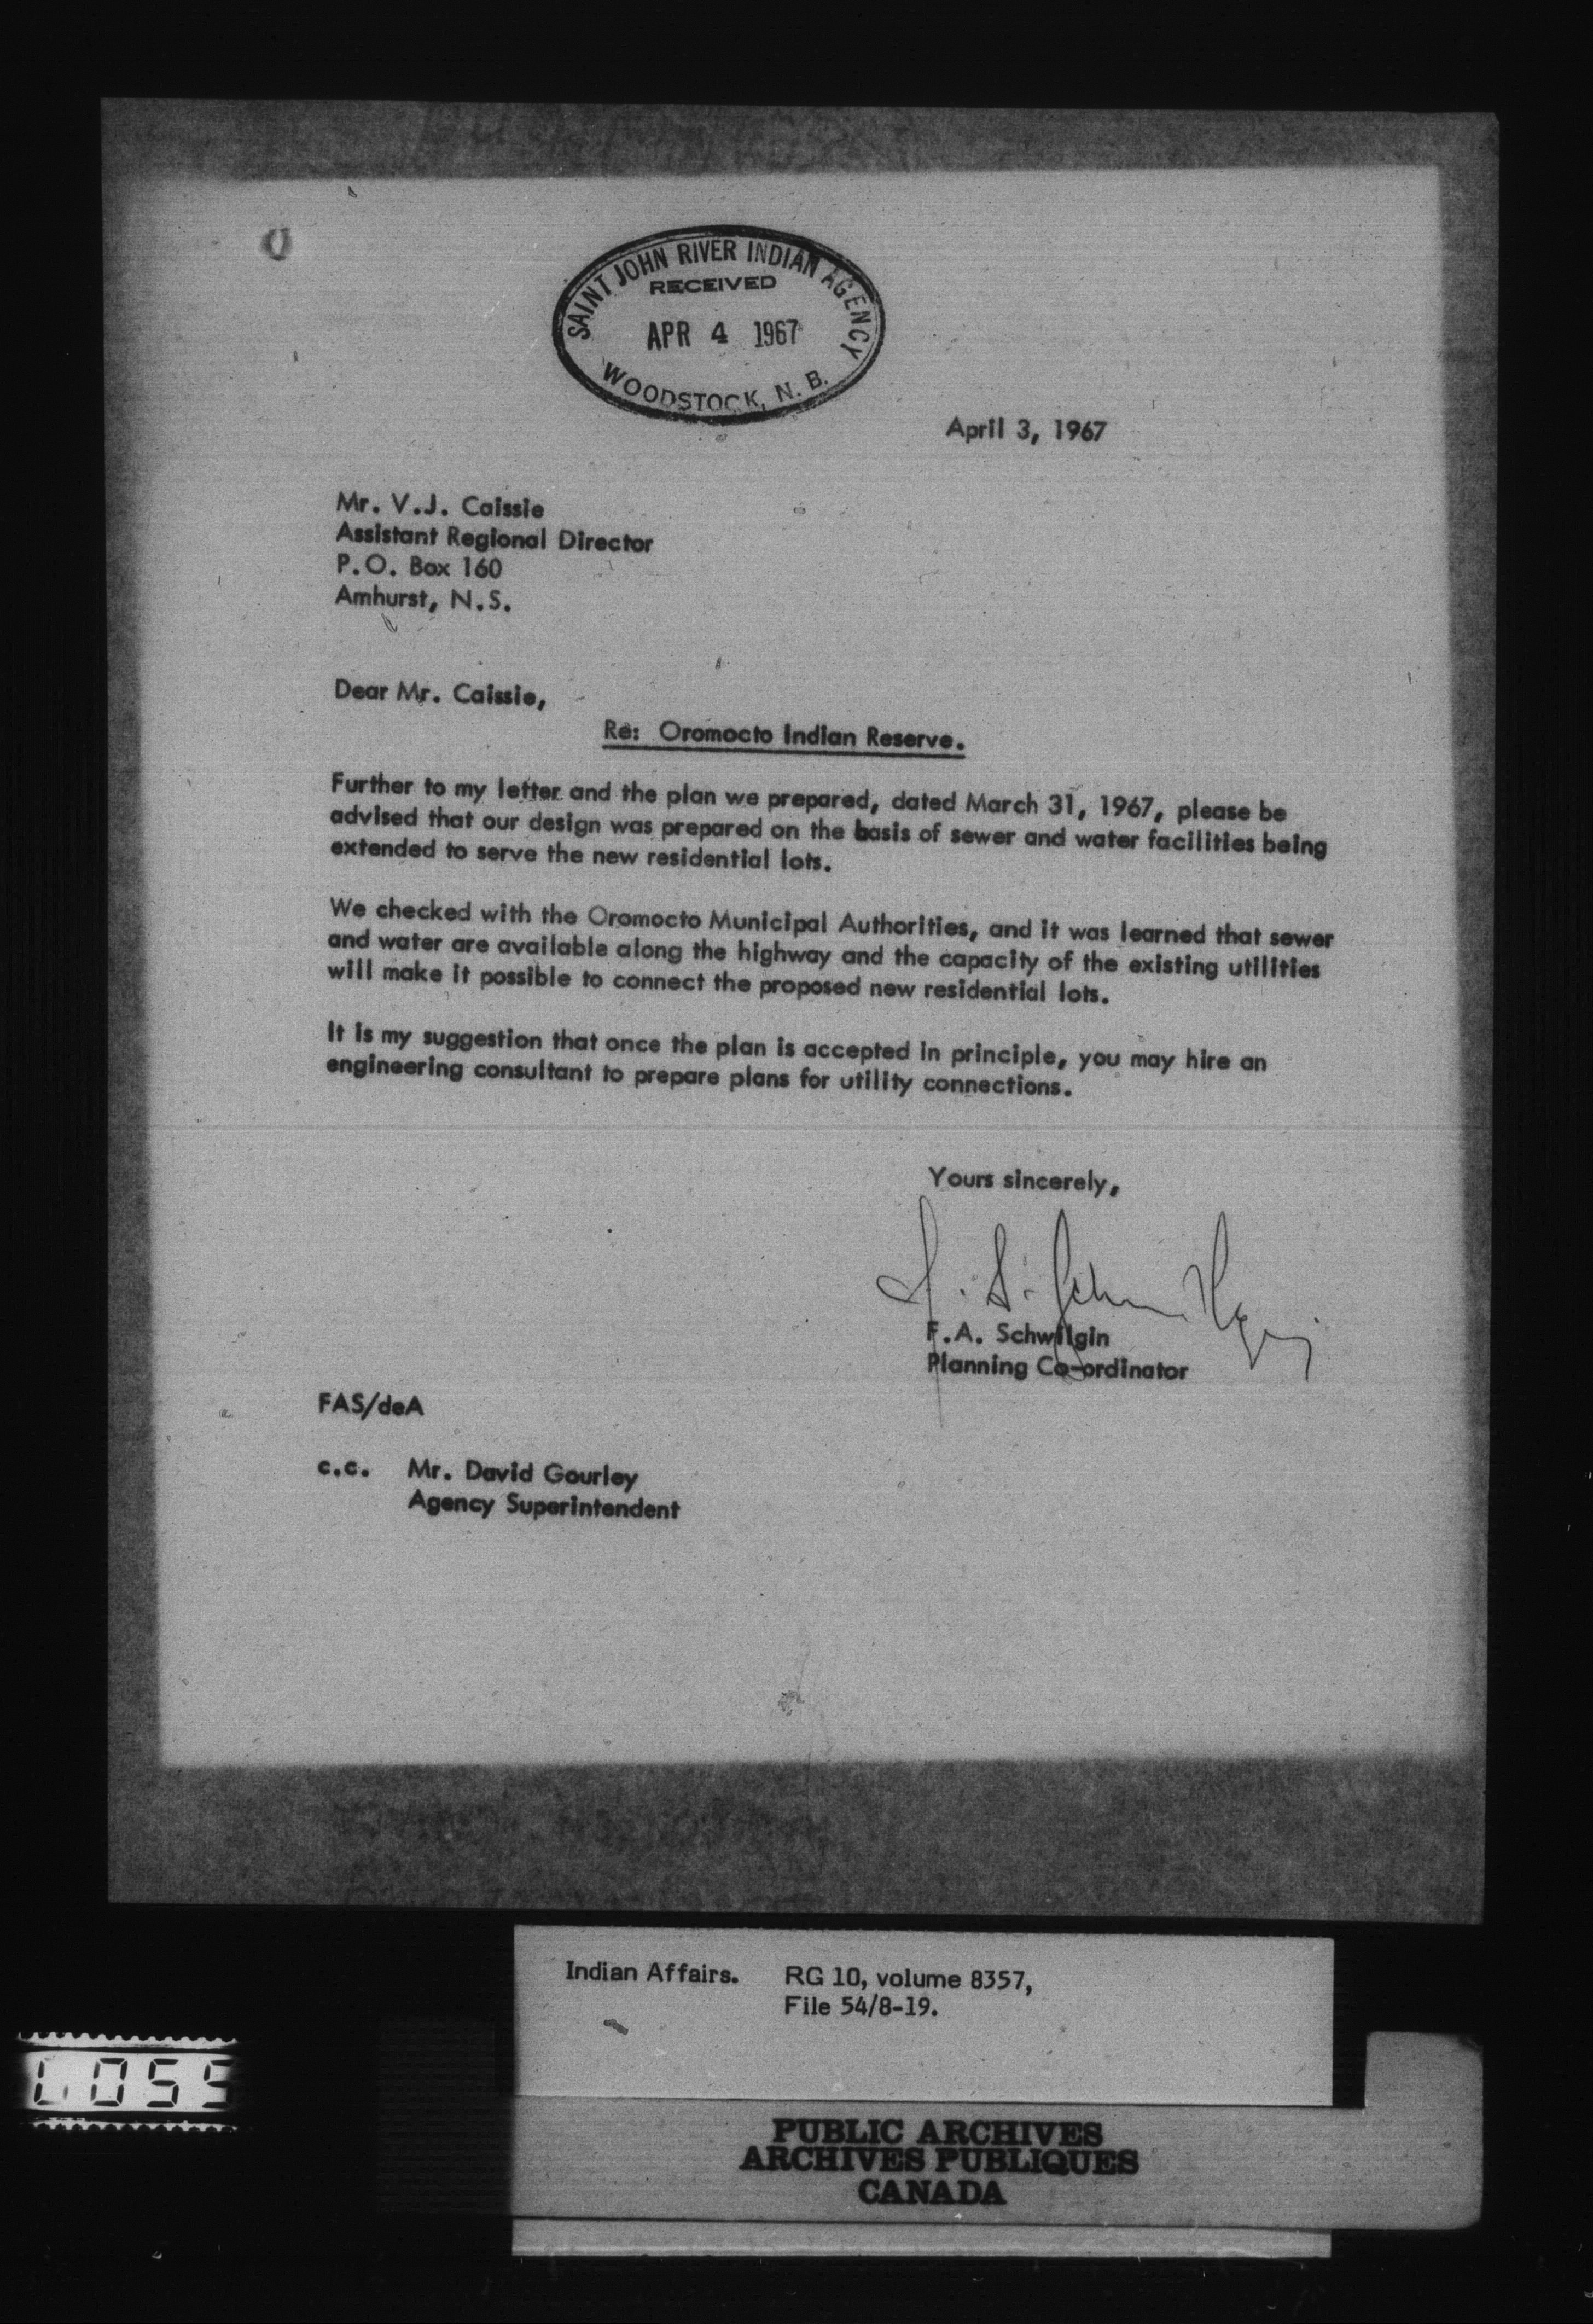 SAINT JOHN RIVER INDIAN AGENCY
RECEIVED
APR 4 1967
WOODSTOCK, N. B.
April 3, 1967
Mr. V.J. Caissie
Assistant Regional Director
P.O. Box 160
Amhurst, N.S.
Dear Mr. Caissie,
Re: Oromocto Indian Reserve.
Further to my letter and the plan we prepared, dated March 31, 1967, please be
advised that our design was prepared on the basis of sewer and water facilities being
extended to serve the new residential lots.
We checked with the Oromocto Municipal Authorities, and it was learned that sewer
and water are available along the highway and the capacity of the existing utilities
will make it possible to connect the proposed new residential lots.
It is my suggestion that once the plan is accepted in principle, you may hire an
engineering consultant to prepare plans for utility connections.
Yours sincerely,
F.A. Schwilgin
Planning Co-ordinator
FAS/deA
c.c. Mr. David Gourley
Agency Superintendent
Indian Affairs. RG 10, volume 8357,
File 54/8-19.
0055
PUBLIC ARCHIVES
ARCHIVES PUBLIQUES
CANADA